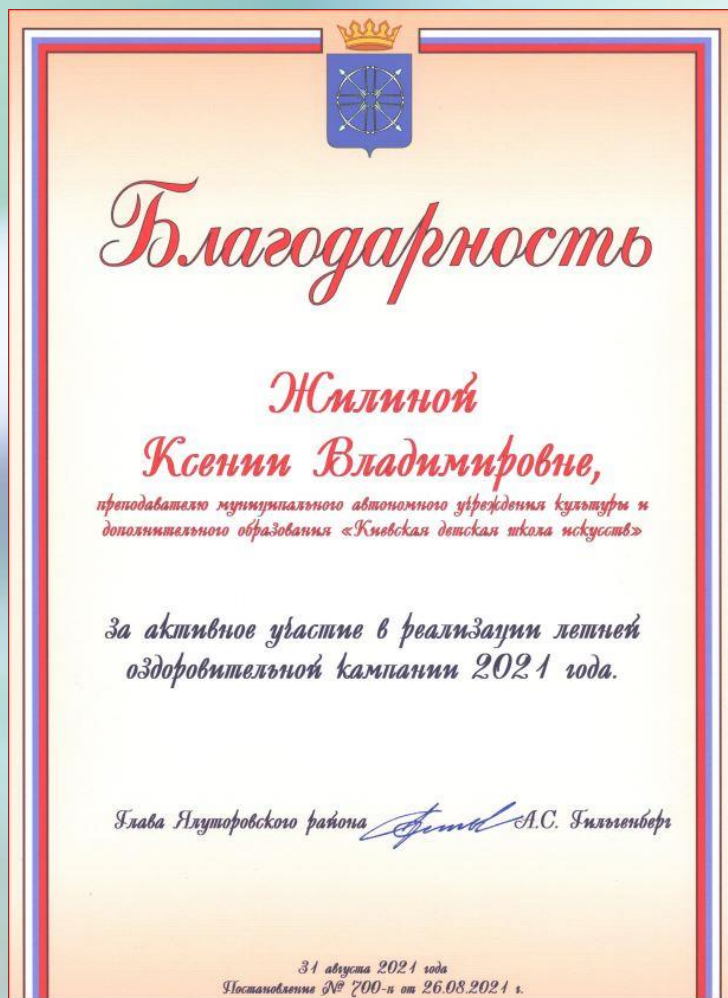 Благодарность
Жилиной
Ксении Владимировне,
преподавателю муниципального автономного учреждения культуры и
дополнительного образования «Киевская детская школа искусств»
за активное участие в реализации летней
оздоровительной кампании 2021 года.
Глава Ялуторовского района А.С. Гильгенберг
31 августа 2021 года
Постановление № 700-п от 26.08.2021 г.